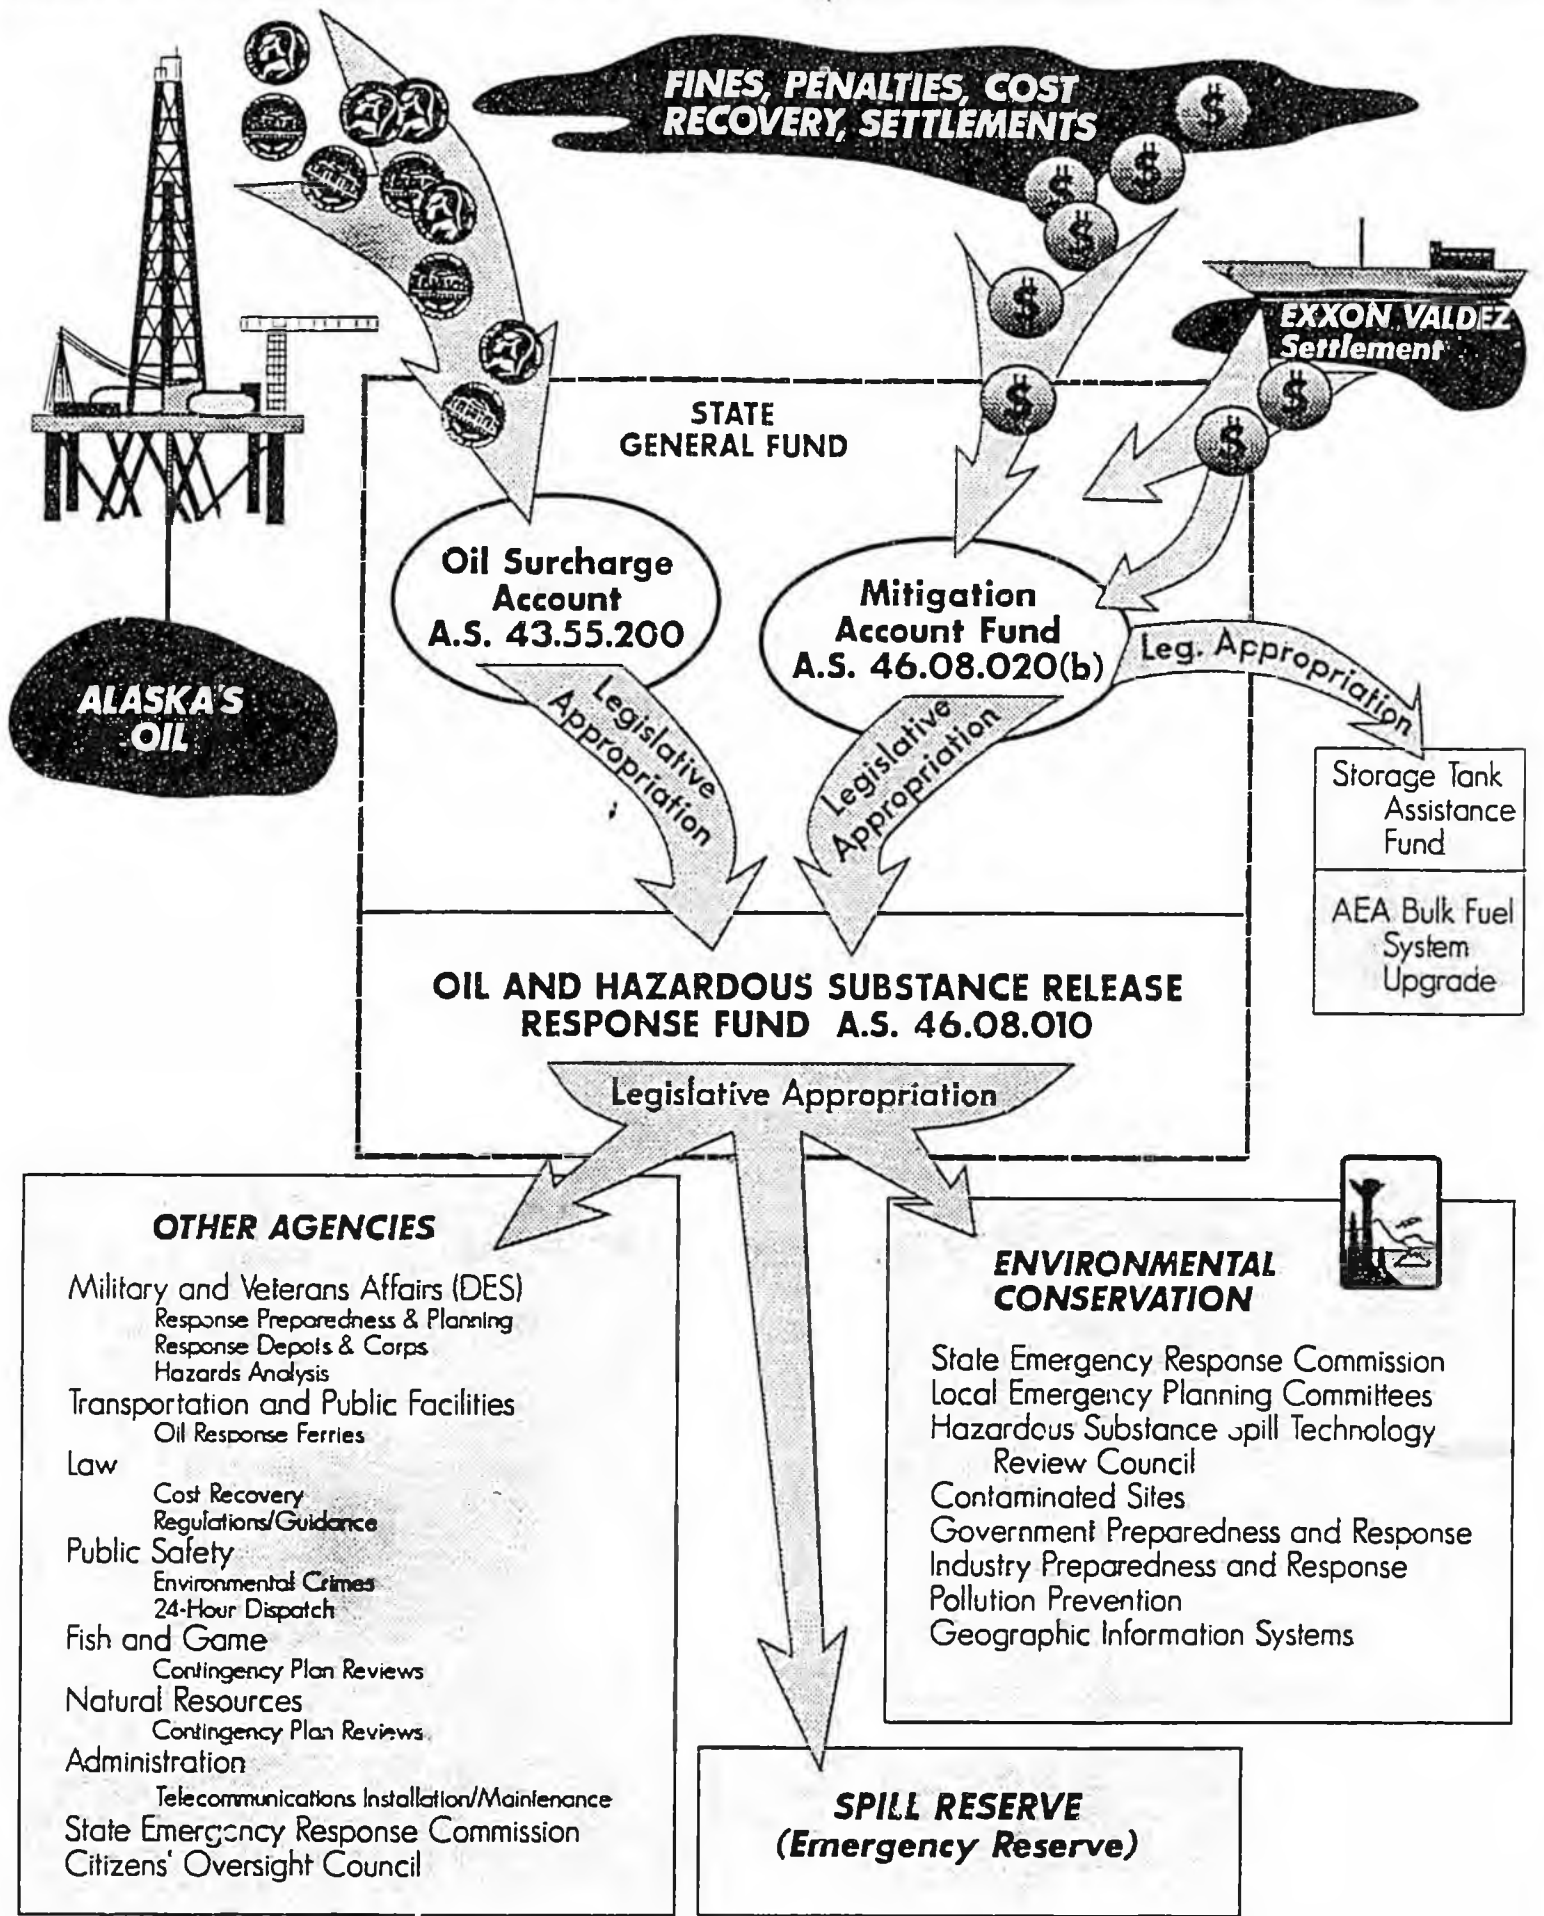 FINES, PENALTIES, COST
RECOVERY, SETTLEMENTS
EXXON VALDEZ
Settlement
STATE
GENERAL FUND
Oil Surcharge
Account
A.S. 43.55.200
Mitigation
Account Fund
A.S. 46.08.020(b)
Leg. Appropriation
ALASKA'S
OIL
Legislative
Appropriation
Legislative
Appropriation
Storage Tank
Assistance
Fund
AEA Bulk Fuel
System
Upgrade
OIL AND HAZARDOUS SUBSTANCE RELEASE
RESPONSE FUND A.S. 46.08.010
Legislative Appropriation
OTHER AGENCIES
Military and Veterans Affairs (DES)
Response Preparedness & Planning
Response Depots & Corps
Hazards Analysis
Transportation and Public Facilities
Oil Response Ferries
Law
Cost Recovery
Regulations/Guidance
Public Safety
Environmental Crimes
24-Hour Dispatch
Fish and Game
Contingency Plan Reviews
Natural Resources
Contingency Plan Reviews
Administration
Telecommunications Installation/Maintenance
State Emergency Response Commission
Citizens' Oversight Council
ENVIRONMENTAL
CONSERVATION
State Emergency Response Commission
Local Emergency Planning Committees
Hazardous Substance Spill Technology
Review Council
Contaminated Sites
Government Preparedness and Response
Industry Preparedness and Response
Pollution Prevention
Geographic Information Systems
SPILL RESERVE
(Emergency Reserve)